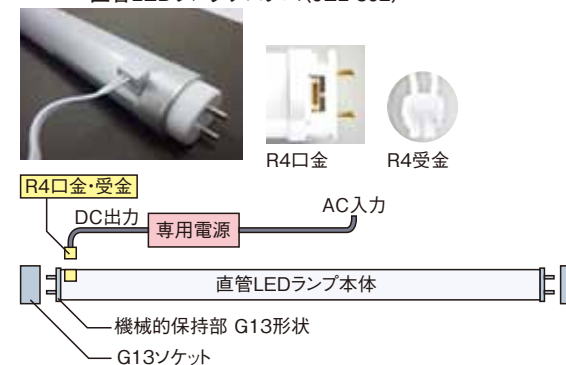 R4口金
R4受金
R4口金・受金
DC出力
専用電源
AC入力
直管LEDランプ本体
機械的保持部 G13形状
G13ソケット